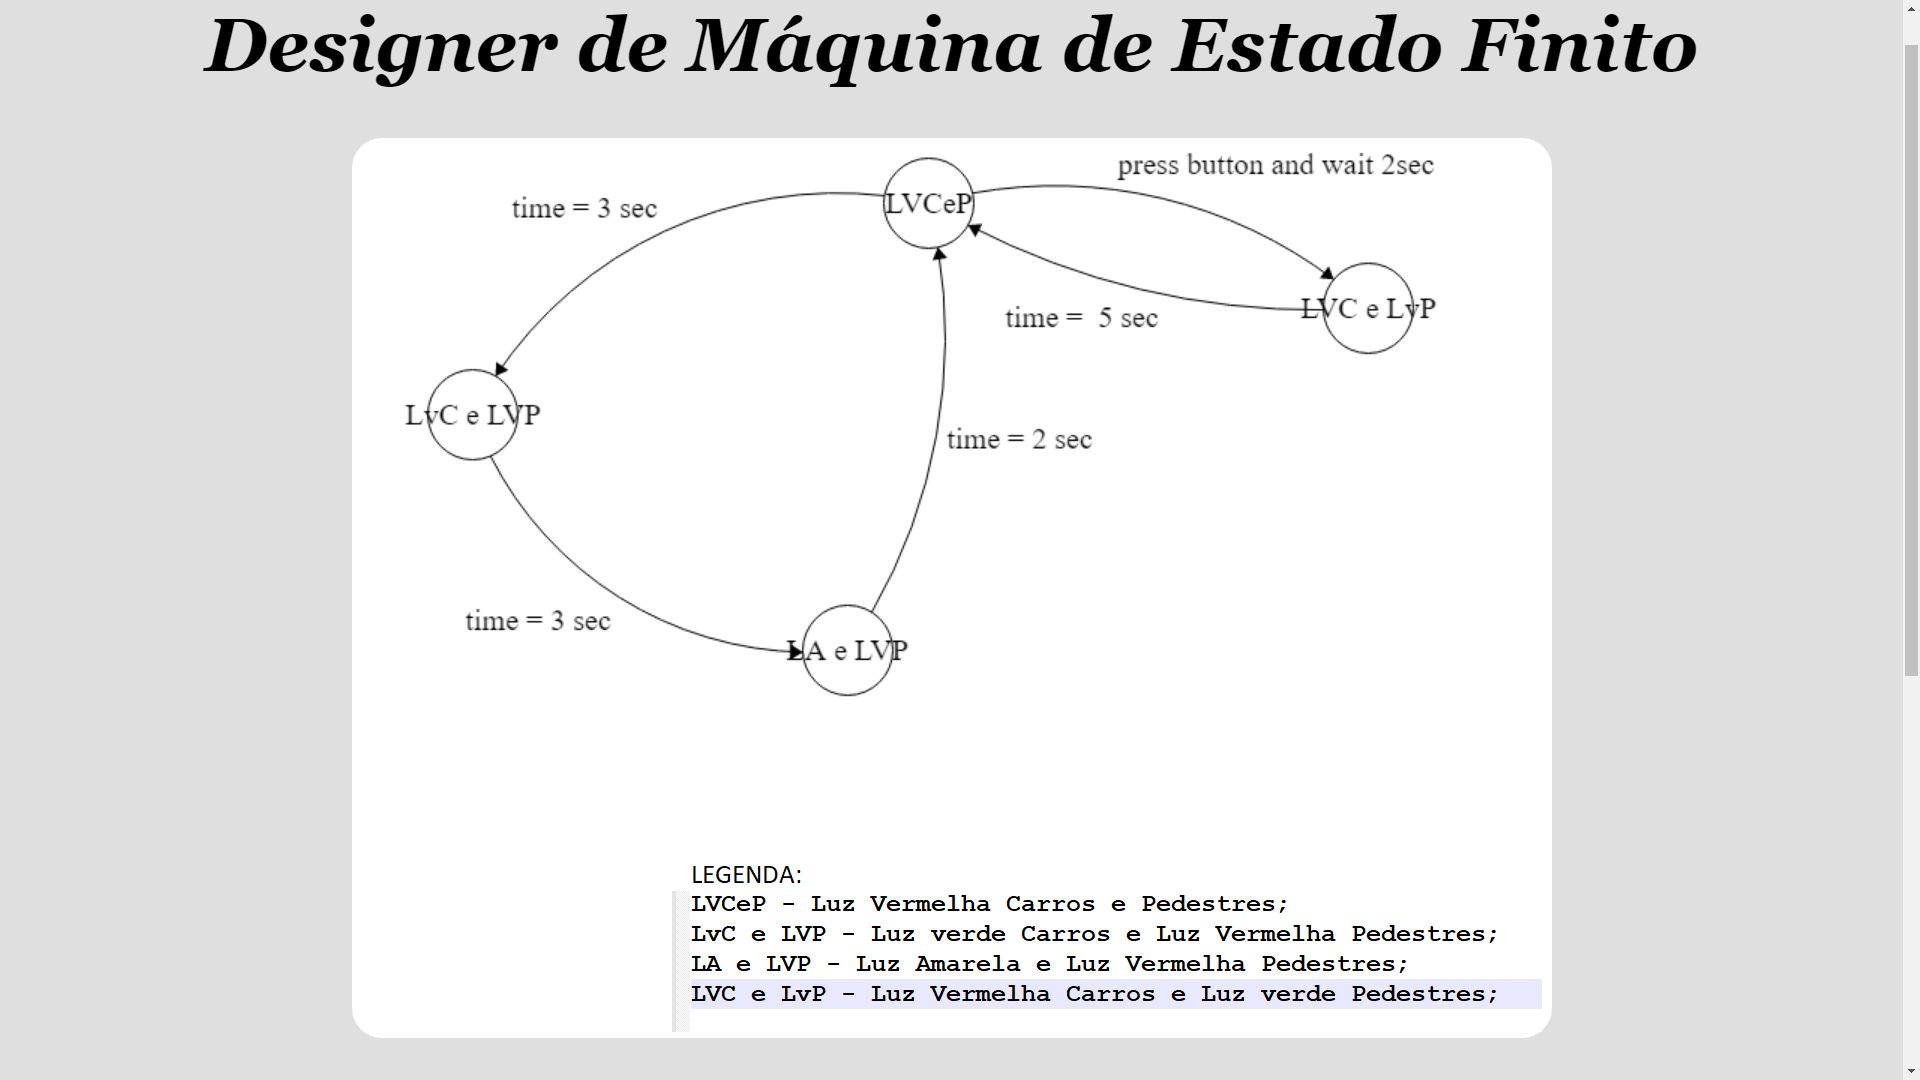 Designer de Máquina de Estado Finito
press button and wait 2sec
time = 3 sec
LVCeP
LVC e LvP
time =  5 sec
LvC e LVP
time = 2 sec
time = 3 sec
LA e LVP
LEGENDA:
LVCeP - Luz Vermelha Carros e Pedestres;
LvC e LVP - Luz verde Carros e Luz Vermelha Pedestres;
LA e LVP - Luz Amarela e Luz Vermelha Pedestres;
LVC e LvP - Luz Vermelha Carros e Luz verde Pedestres;